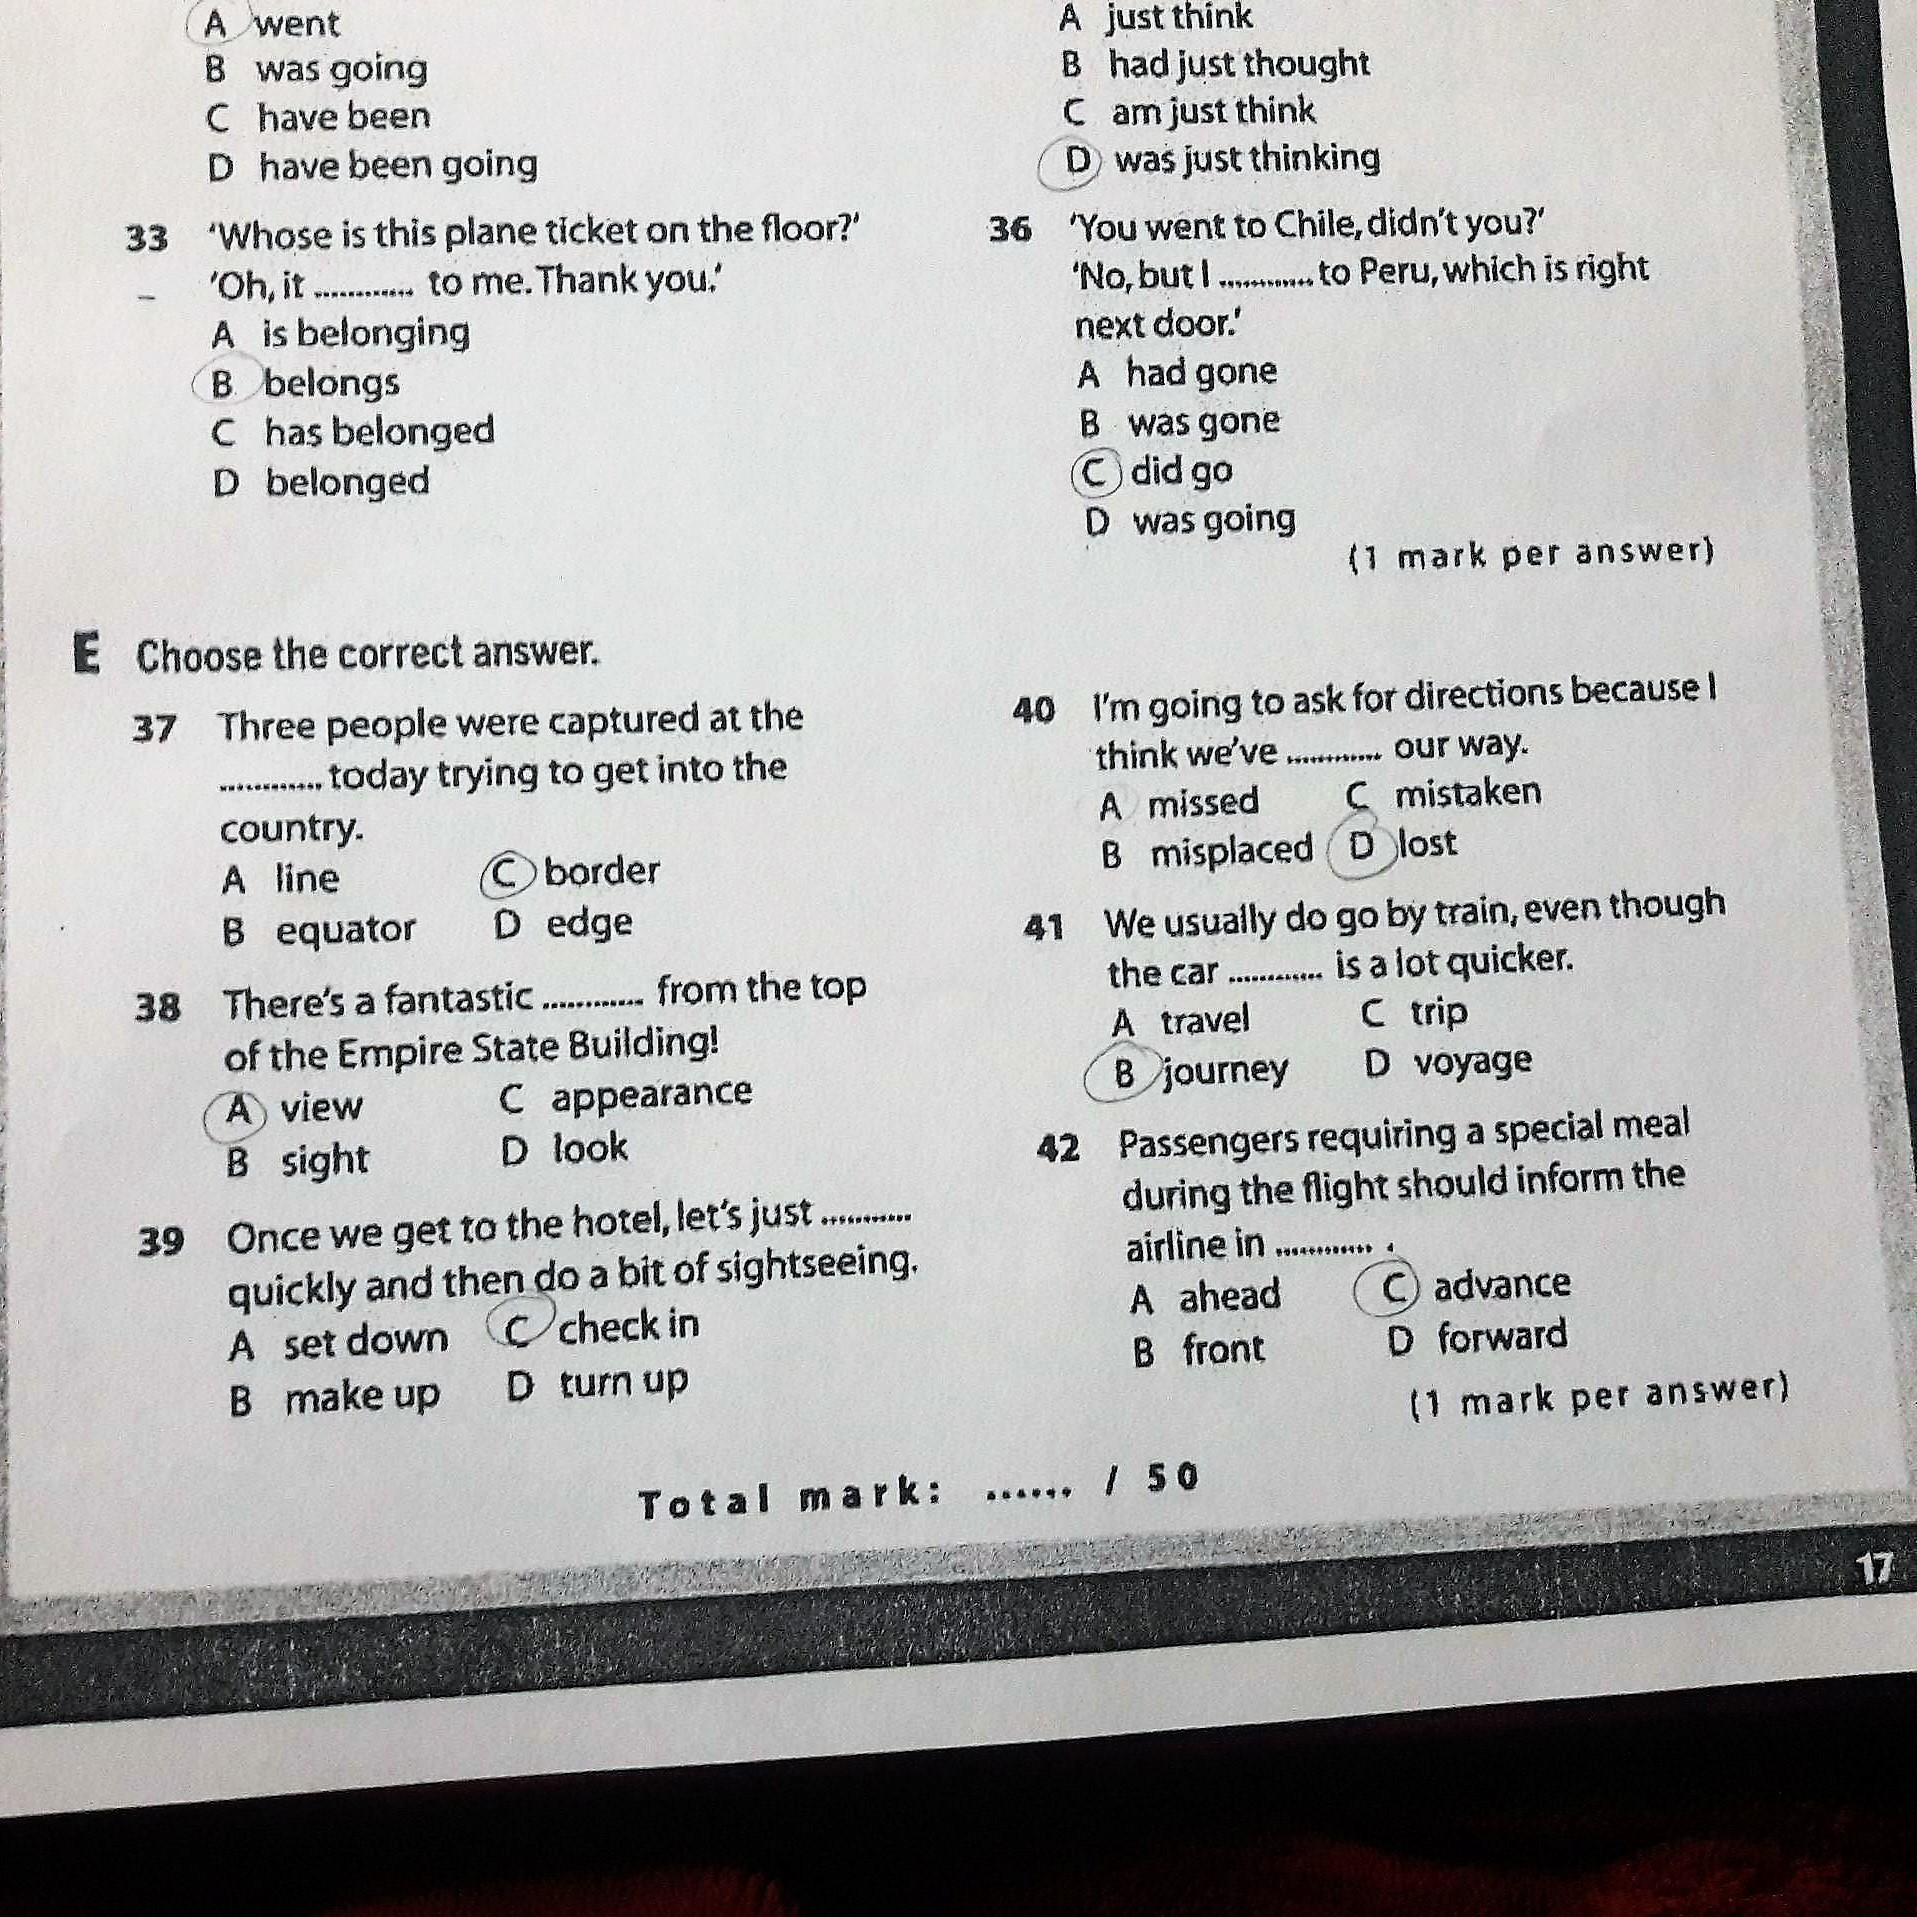 A went
B was going
C have been
D have been going
33 'Whose is this plane ticket on the floor?'
'Oh, it ............ to me. Thank you.'
A is belonging
B belongs
C has belonged
D belonged
A just think
B had just thought
C am just think
D was just thinking
36 'You went to Chile, didn't you?'
'No, but I ............ to Peru, which is right
next door.'
A had gone
B was gone
C did go
D was going
(1 mark per answer)
E Choose the correct answer.
37 Three people were captured at the
............ today trying to get into the
country.
A line C border
B equator D edge
38 There's a fantastic ............ from the top
of the Empire State Building!
A view C appearance
B sight D look
39 Once we get to the hotel, let's just ............
quickly and then do a bit of sightseeing.
A set down C check in
B make up D turn up
40 I'm going to ask for directions because I
think we've ............ our way.
A missed C mistaken
B misplaced D lost
41 We usually do go by train, even though
the car ............ is a lot quicker.
A travel C trip
B journey D voyage
42 Passengers requiring a special meal
during the flight should inform the
airline in ............ .
A ahead C advance
B front D forward
(1 mark per answer)
Total mark: ...... / 50
17